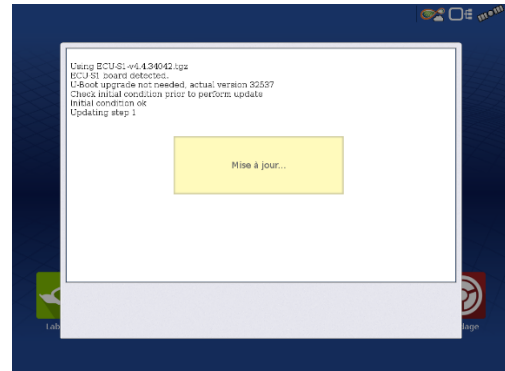 Using ECU-S1-v4.4.34042.tgz
ECU S1 board detected.
U-Boot upgrade not needed, actual version 32537
Check initial condition prior to perform update
Initial condition ok
Updating step 1
Mise à jour...
Lab
dage